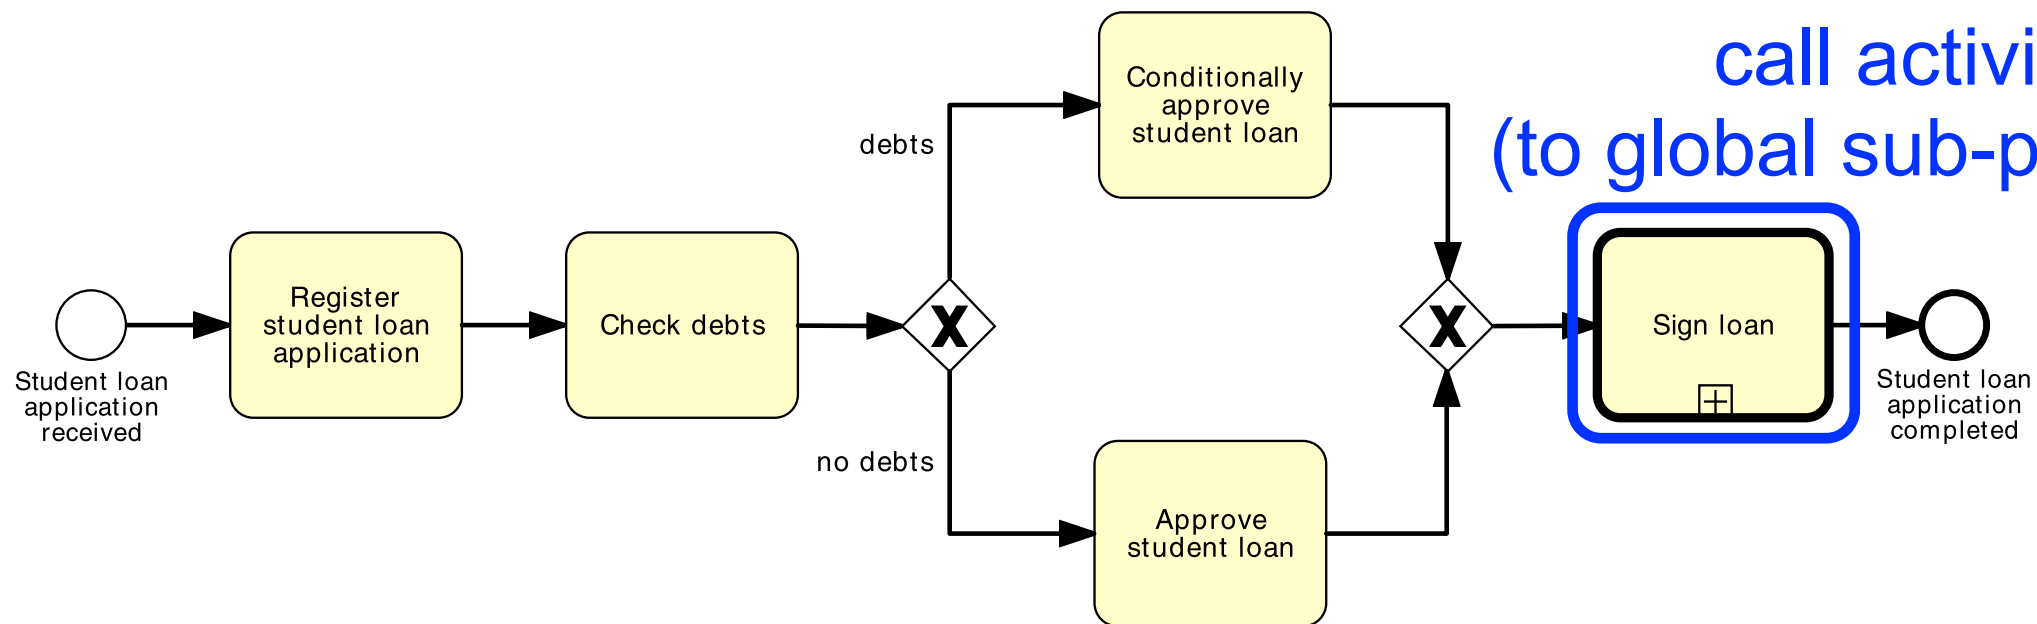 call activi
(to global sub-p
Conditionally
approve
student loan
debts
Register
student loan
application
Check debts
X
X
Sign loan
Student loan
application
received
Student loan
application
completed
no debts
Approve
student loan